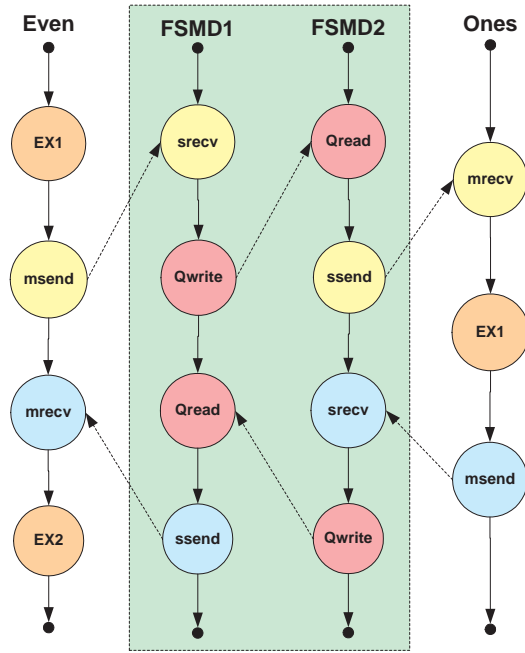 Even FSMD1 FSMD2 Ones
EX1 srecv Qread mrecv
msend Qwrite ssend EX1
mrecv Qread srecv msend
EX2 ssend Qwrite